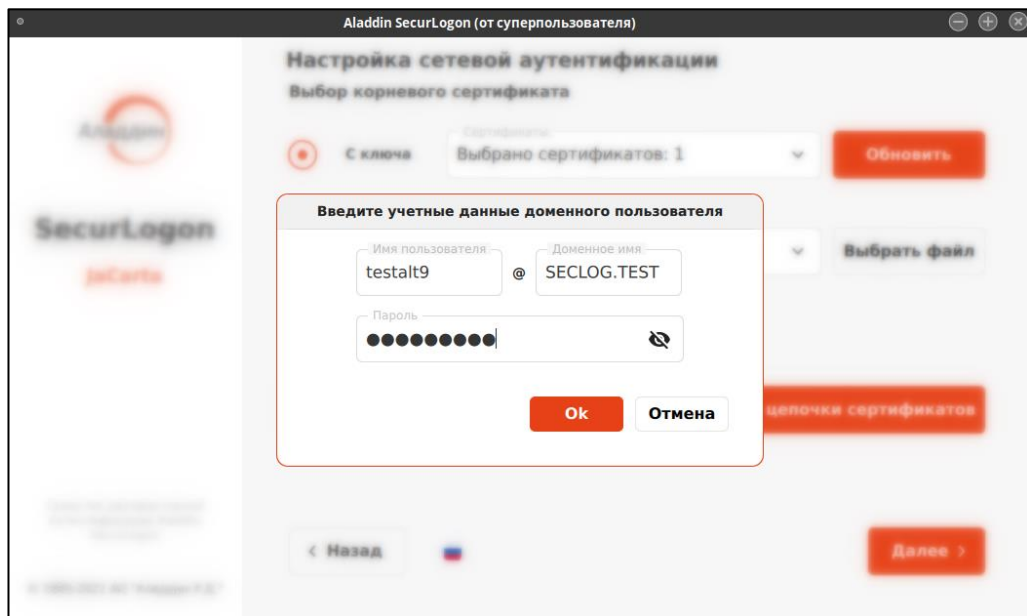 Aladdin SecurLogon (от суперпользователя)
Настройка сетевой аутентификации
Выбор корневого сертификата
Аладдин
С ключа
Сертификаты
Выбрано сертификатов: 1
Обновить
SecurLogon
JaCarta
Введите учетные данные доменного пользователя
Имя пользователя
Доменное имя
testalt9 @ SECLOG.TEST
Пароль
Выбрать файл
Ok
Отмена
цепочки сертификатов
< Назад
Далее >